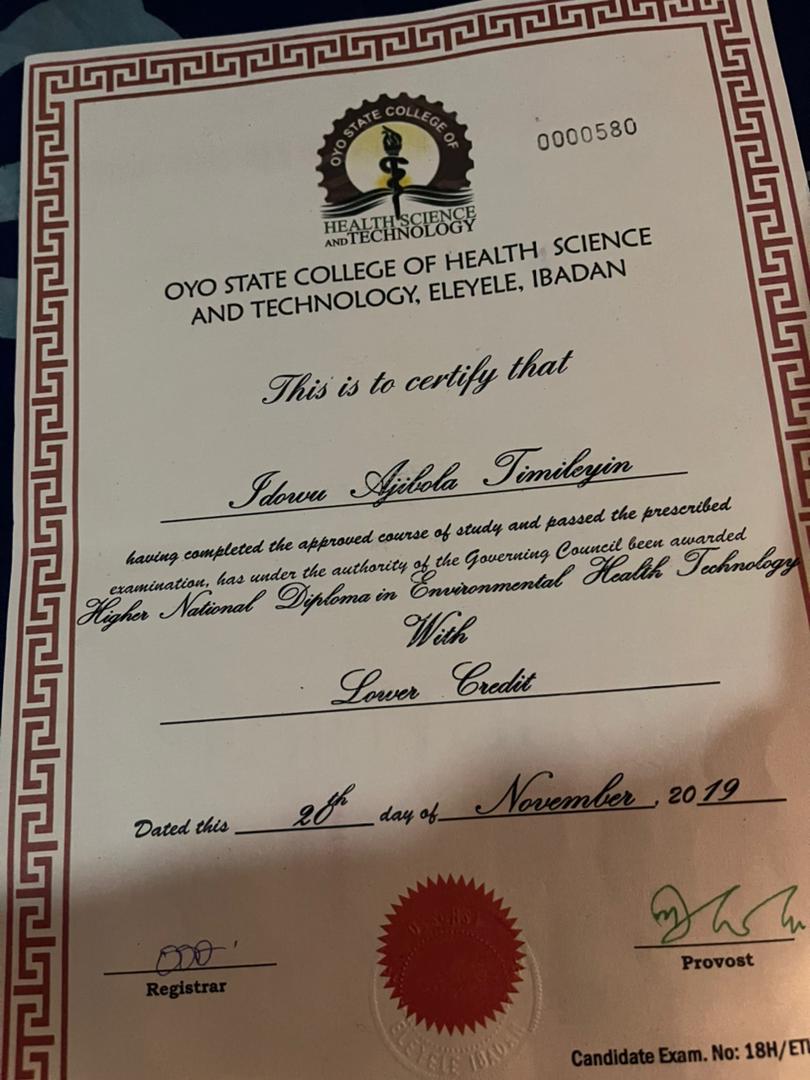 OYO STATE COLLEGE OF
HEALTH SCIENCE
AND TECHNOLOGY
0000580
OYO STATE COLLEGE OF HEALTH SCIENCE
AND TECHNOLOGY, ELEYELE, IBADAN
This is to certify that
Idowu Ajibola Timileyin
having completed the approved course of study and passed the prescribed
examination, has under the authority of the Governing Council been awarded
Higher National Diploma in Environmental Health Technology
With
Lower Credit
Dated this 20th day of November, 2019
Registrar
Provost
ELEYELE IBADAN
Candidate Exam. No: 18H/ET